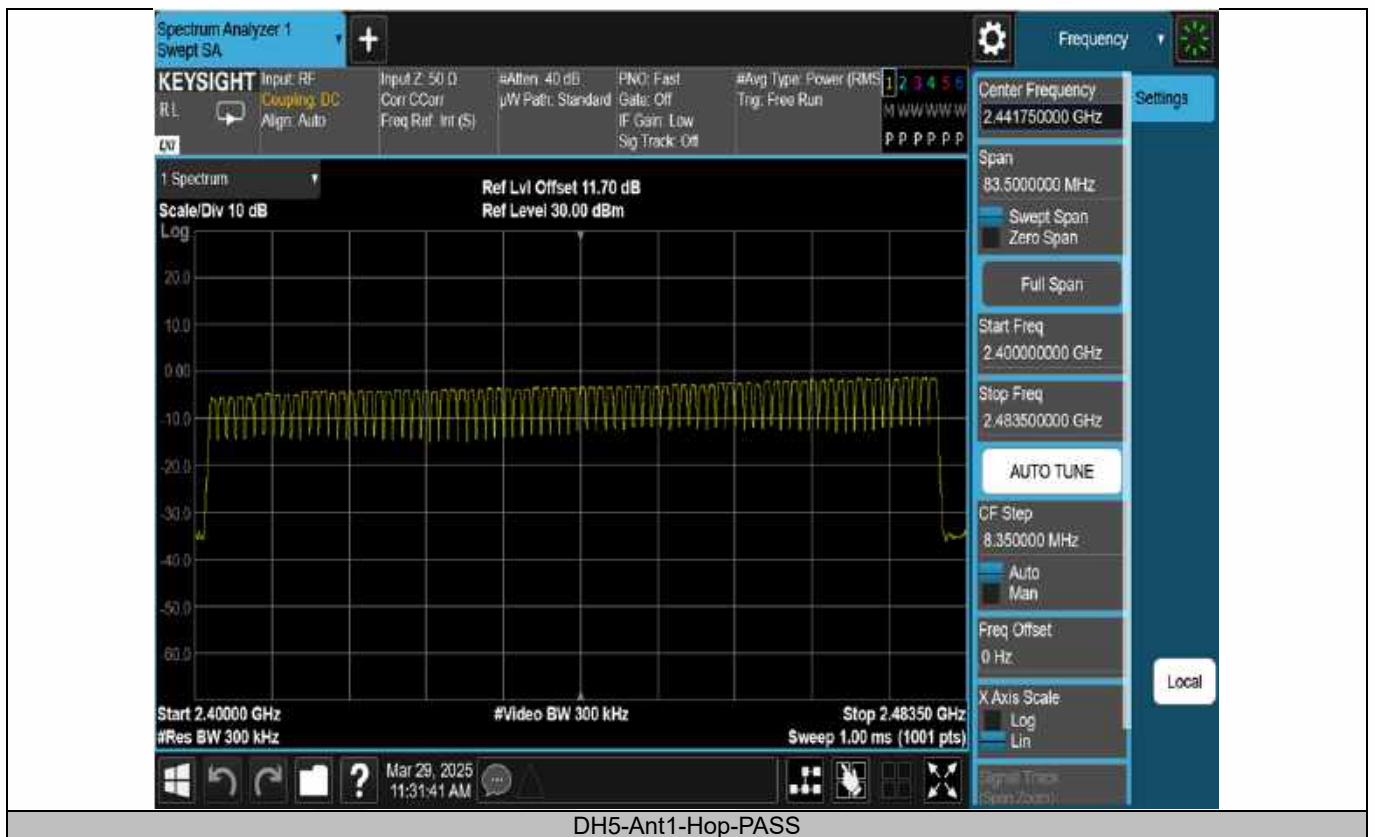 Spectrum Analyzer 1
Swept SA
+
Frequency
KEYSIGHT
RL
LXI
Input: RF
Coupling: DC
Align: Auto
Input Z: 50 Ω
Corr CCorr
Freq Ref: Int (S)
#Atten: 40 dB
µW Path: Standard
PNO: Fast
Gate: Off
IF Gain: Low
Sig Track: Off
#Avg Type: Power (RMS
Trig: Free Run
1 2 3 4 5 6
M W W W W W
P P P P P P
1 Spectrum
Scale/Div 10 dB
Ref Lvl Offset 11.70 dB
Ref Level 30.00 dBm
Log
20.0
10.0
0.00
-10.0
-20.0
-30.0
-40.0
-50.0
-60.0
Start 2.40000 GHz
#Res BW 300 kHz
#Video BW 300 kHz
Stop 2.48350 GHz
Sweep 1.00 ms (1001 pts)
Center Frequency
2.441750000 GHz
Settings
Span
83.5000000 MHz
Swept Span
Zero Span
Full Span
Start Freq
2.400000000 GHz
Stop Freq
2.483500000 GHz
AUTO TUNE
CF Step
8.350000 MHz
Auto
Man
Freq Offset
0 Hz
X Axis Scale
Log
Lin
Signal Track
(Span Zoom)
Local
?
Mar 29, 2025
11:31:41 AM
DH5-Ant1-Hop-PASS